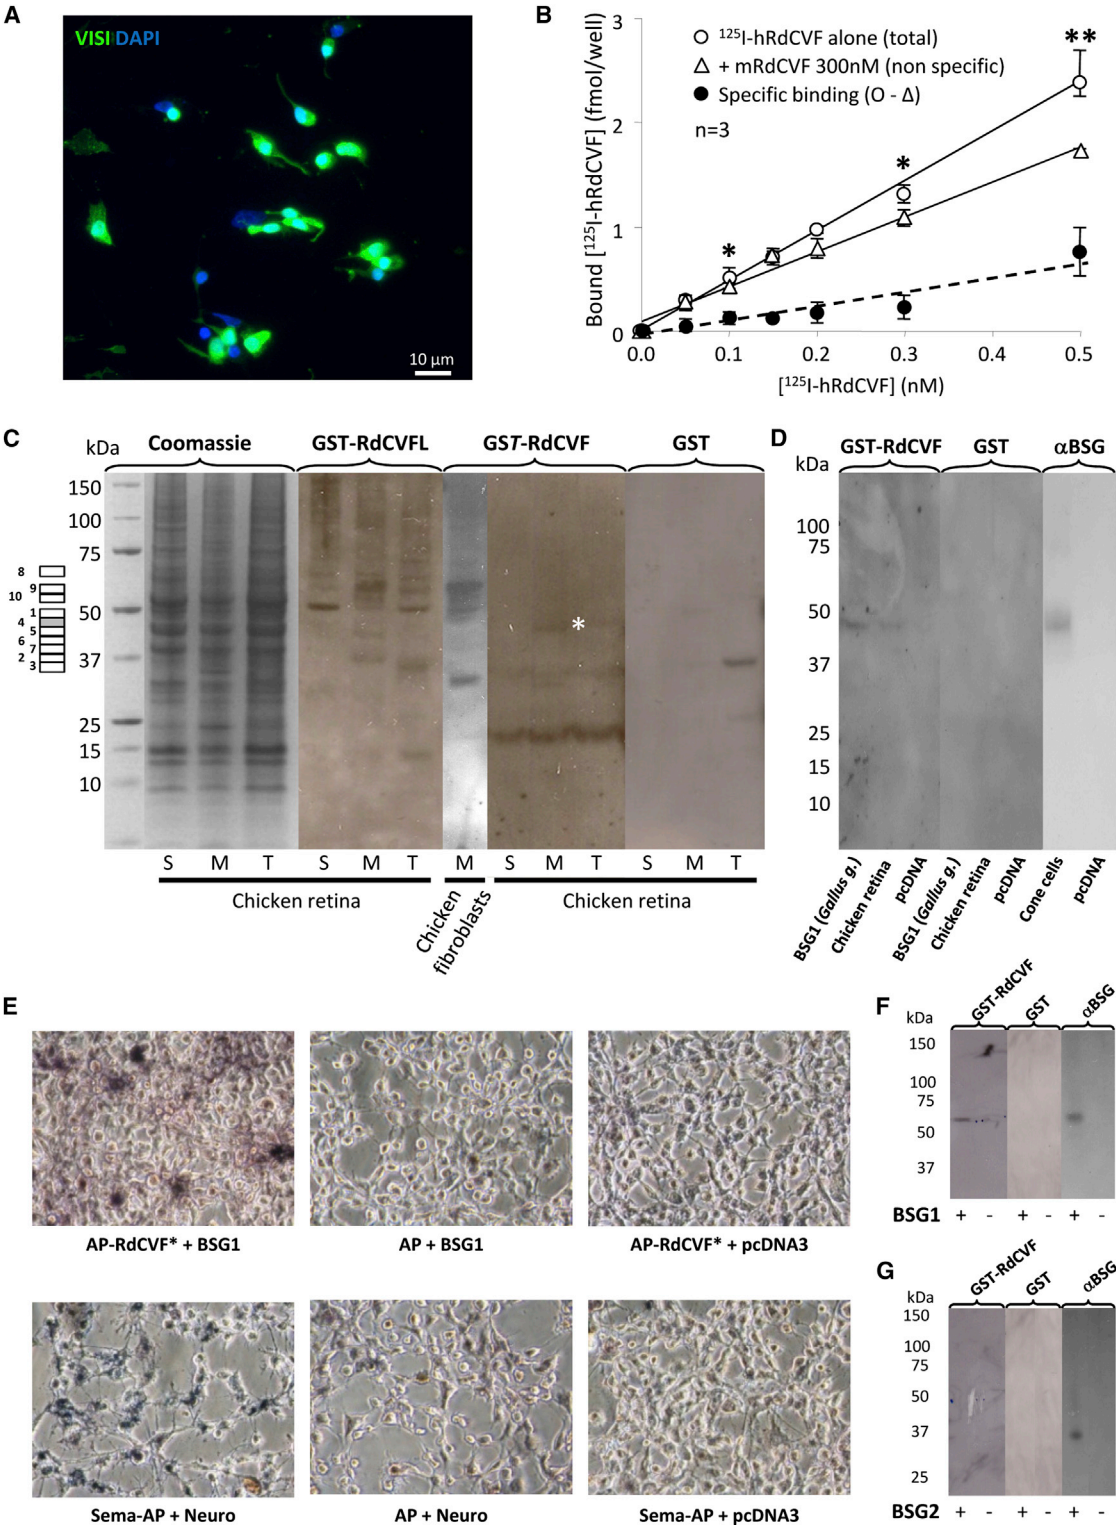 A
VISI DAPI
10 µm
B
Bound [¹²⁵I-hRdCVF] (fmol/well)
3
2
1
0
¹²⁵I-hRdCVF alone (total)
+ mRdCVF 300nM (non specific)
Specific binding (O - Δ)
n=3
*
*
**
0.0 0.1 0.2 0.3 0.4 0.5
[¹²⁵I-hRdCVF] (nM)
C
kDa Coomassie GST-RdCVFL GST-RdCVF GST
150
100
75
50
37
25
15
10
8
9
10
1
4
5
6
7
2
3
*
S M T S M T M S M T S M T
Chicken retina
Chicken fibroblasts
Chicken retina
D
kDa GST-RdCVF GST αBSG
100
75
50
37
25
15
10
BSG1 (Gallus g.)
Chicken retina
pcDNA
BSG1 (Gallus g.)
Chicken retina
pcDNA
Cone cells
pcDNA
E
AP-RdCVF* + BSG1
AP + BSG1
AP-RdCVF* + pcDNA3
Sema-AP + Neuro
AP + Neuro
Sema-AP + pcDNA3
F
kDa GST-RdCVF GST αBSG
150
100
75
50
37
BSG1 + - + - + -
G
kDa GST-RdCVF GST αBSG
150
100
75
50
37
25
BSG2 + - + - + -